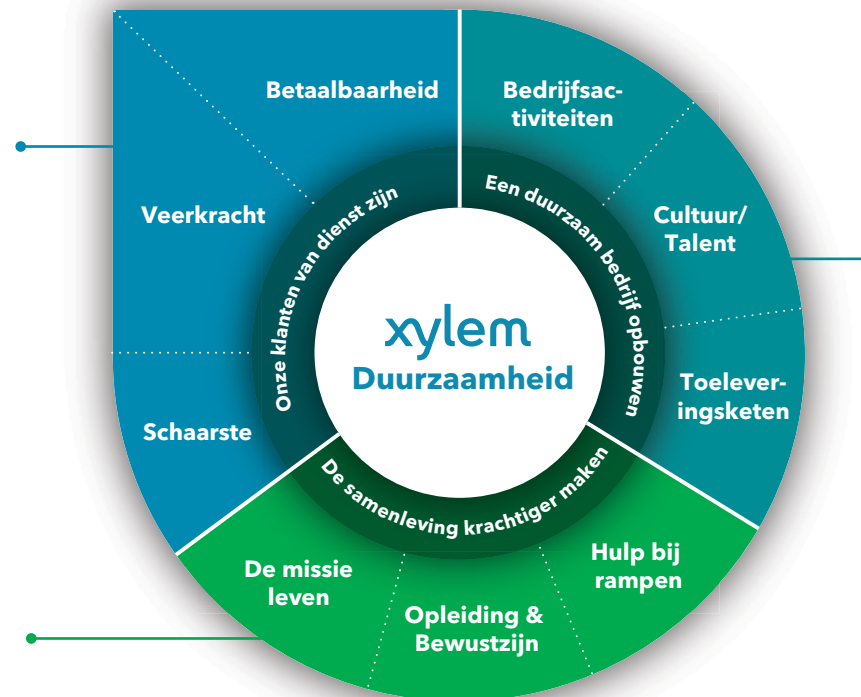 Betaalbaarheid
Bedrijfsac-
tiviteiten
Veerkracht
Cultuur/
Talent
Onze klanten van dienst zijn
Een duurzaam bedrijf opbouwen
xylem
Duurzaamheid
Toelever-
ingsketen
Schaarste
De samenleving krachtiger maken
De missie
leven
Opleiding &
Bewustzijn
Hulp bij
rampen